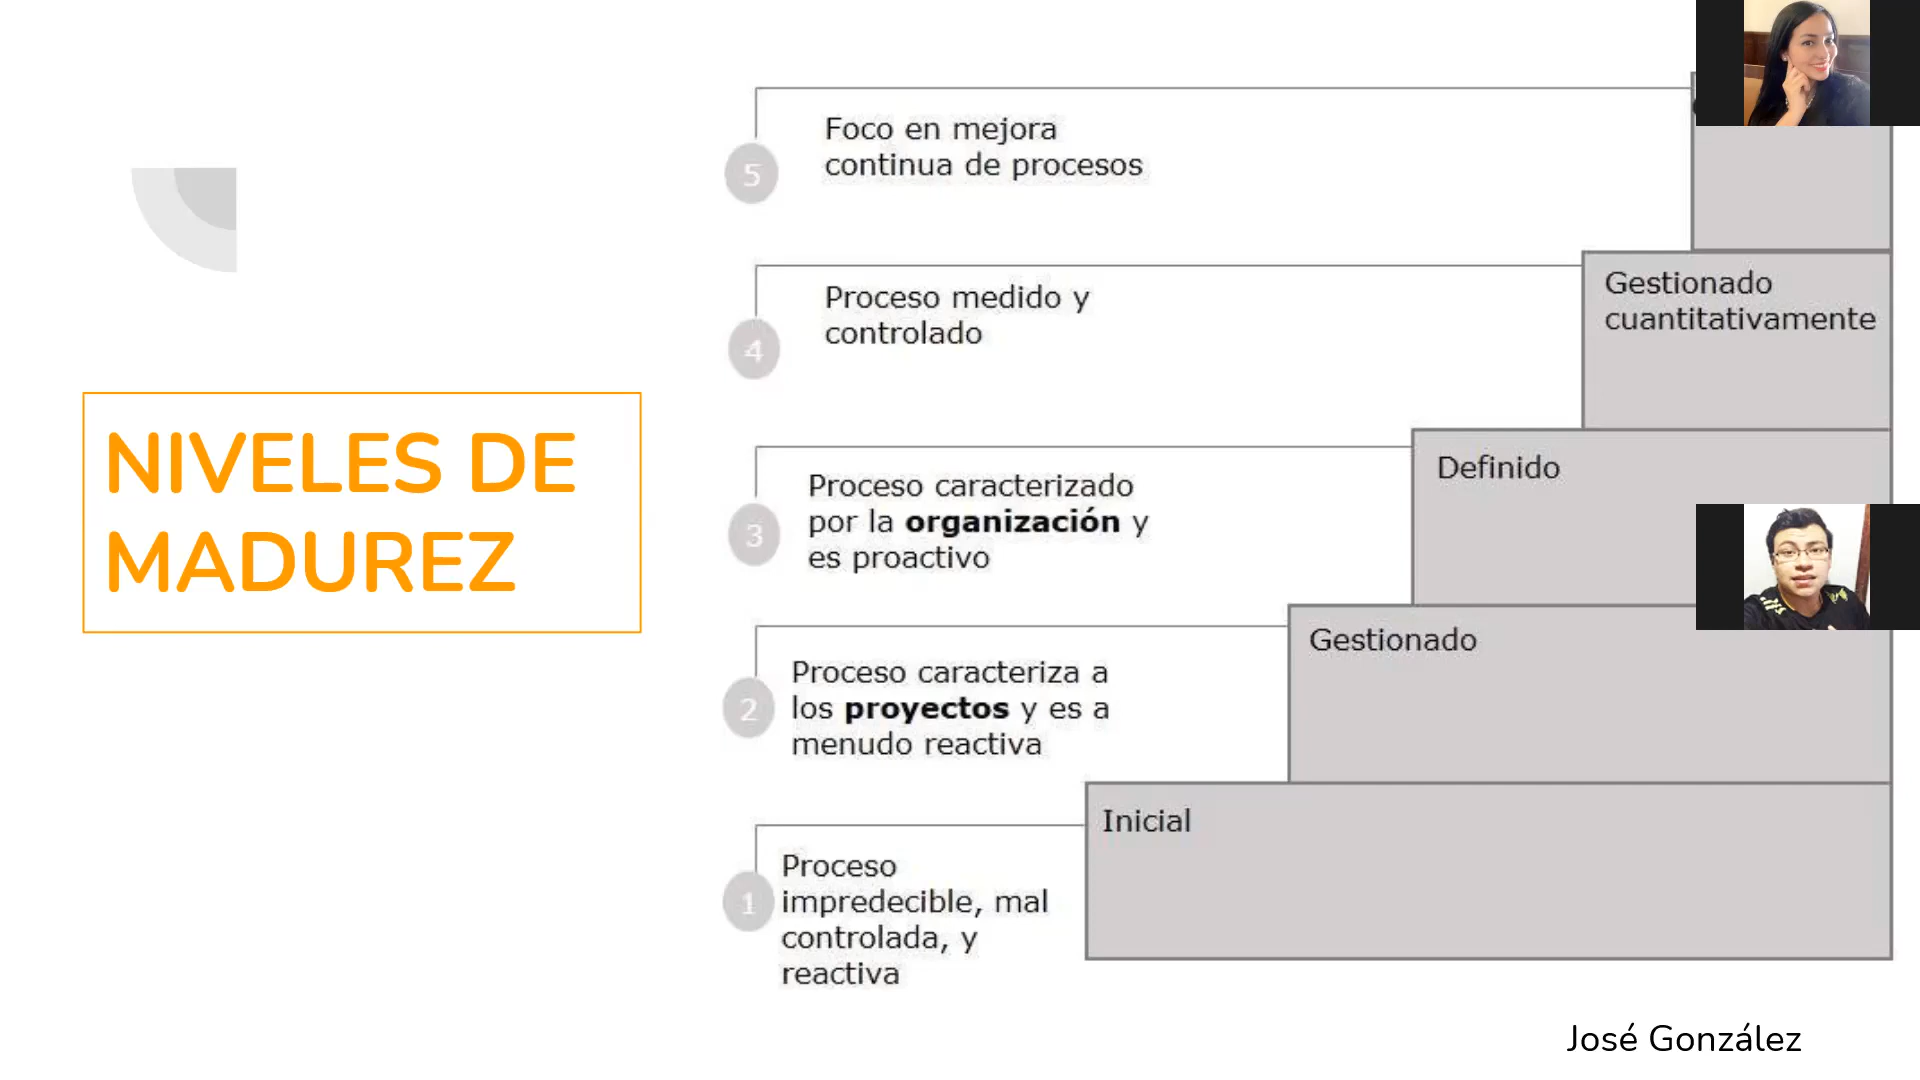 NIVELES DE
MADUREZ
5
Foco en mejora
continua de procesos
4
Proceso medido y
controlado
Gestionado
cuantitativamente
3
Proceso caracterizado
por la organización y
es proactivo
Definido
2
Proceso caracteriza a
los proyectos y es a
menudo reactiva
Gestionado
1
Proceso
impredecible, mal
controlada, y
reactiva
Inicial
José González